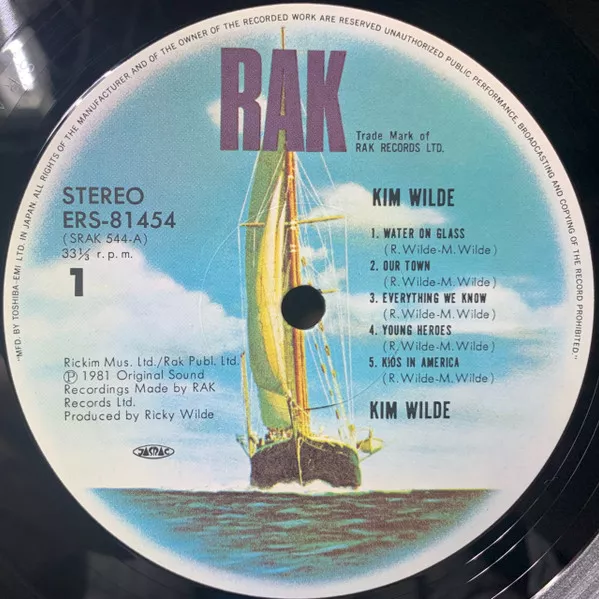 "MFD. BY TOSHIBA-EMI LTD. IN JAPAN. ALL RIGHTS OF THE MANUFACTURER AND OF THE OWNER OF THE RECORDED WORK ARE RESERVED UNAUTHORIZED PUBLIC PERFORMANCE, BROADCASTING AND COPYING OF THE RECORD PROHIBITED."
RAK
Trade Mark of
RAK RECORDS LTD.
STEREO
ERS-81454
(SRAK 544-A)
33⅓ r.p.m.
1
KIM WILDE
1. WATER ON GLASS
(R. Wilde-M. Wilde)
2. OUR TOWN
(R. Wilde-M. Wilde)
3. EVERYTHING WE KNOW
(R. Wilde-M. Wilde)
4. YOUNG HEROES
(R. Wilde-M. Wilde)
5. KIDS IN AMERICA
(R. Wilde-M. Wilde)
KIM WILDE
Rickim Mus. Ltd./Rak Publ. Ltd.
Ⓟ 1981 Original Sound
Recordings Made by RAK
Records Ltd.
Produced by Ricky Wilde
JASRAC